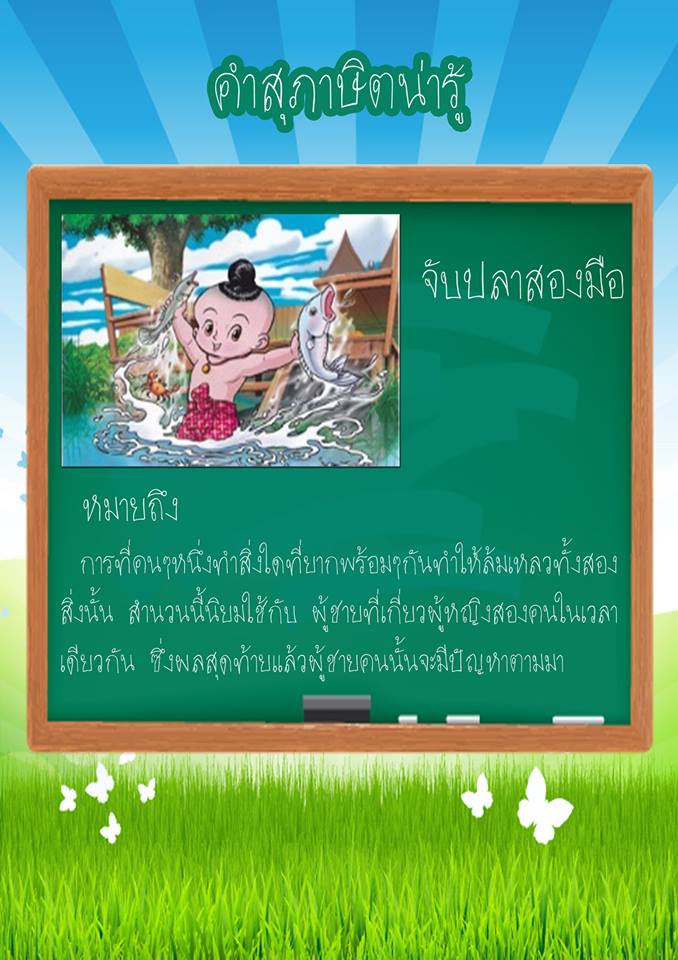 คำสุภาษิตน่ารู้
จับปลาสองมือ
หมายถึง
การที่คนๆหนึ่งทำสิ่งใดที่ยากพร้อมๆกันทำให้ล้มเหลวทั้งสอง
สิ่งนั้น สำนวนนี้นิยมใช้กับ ผู้ชายที่เกี่ยวผู้หญิงสองคนในเวลา
เดียวกัน ซึ่งผลสุดท้ายแล้วผู้ชายคนนั้นจะมีปัญหาตามมา